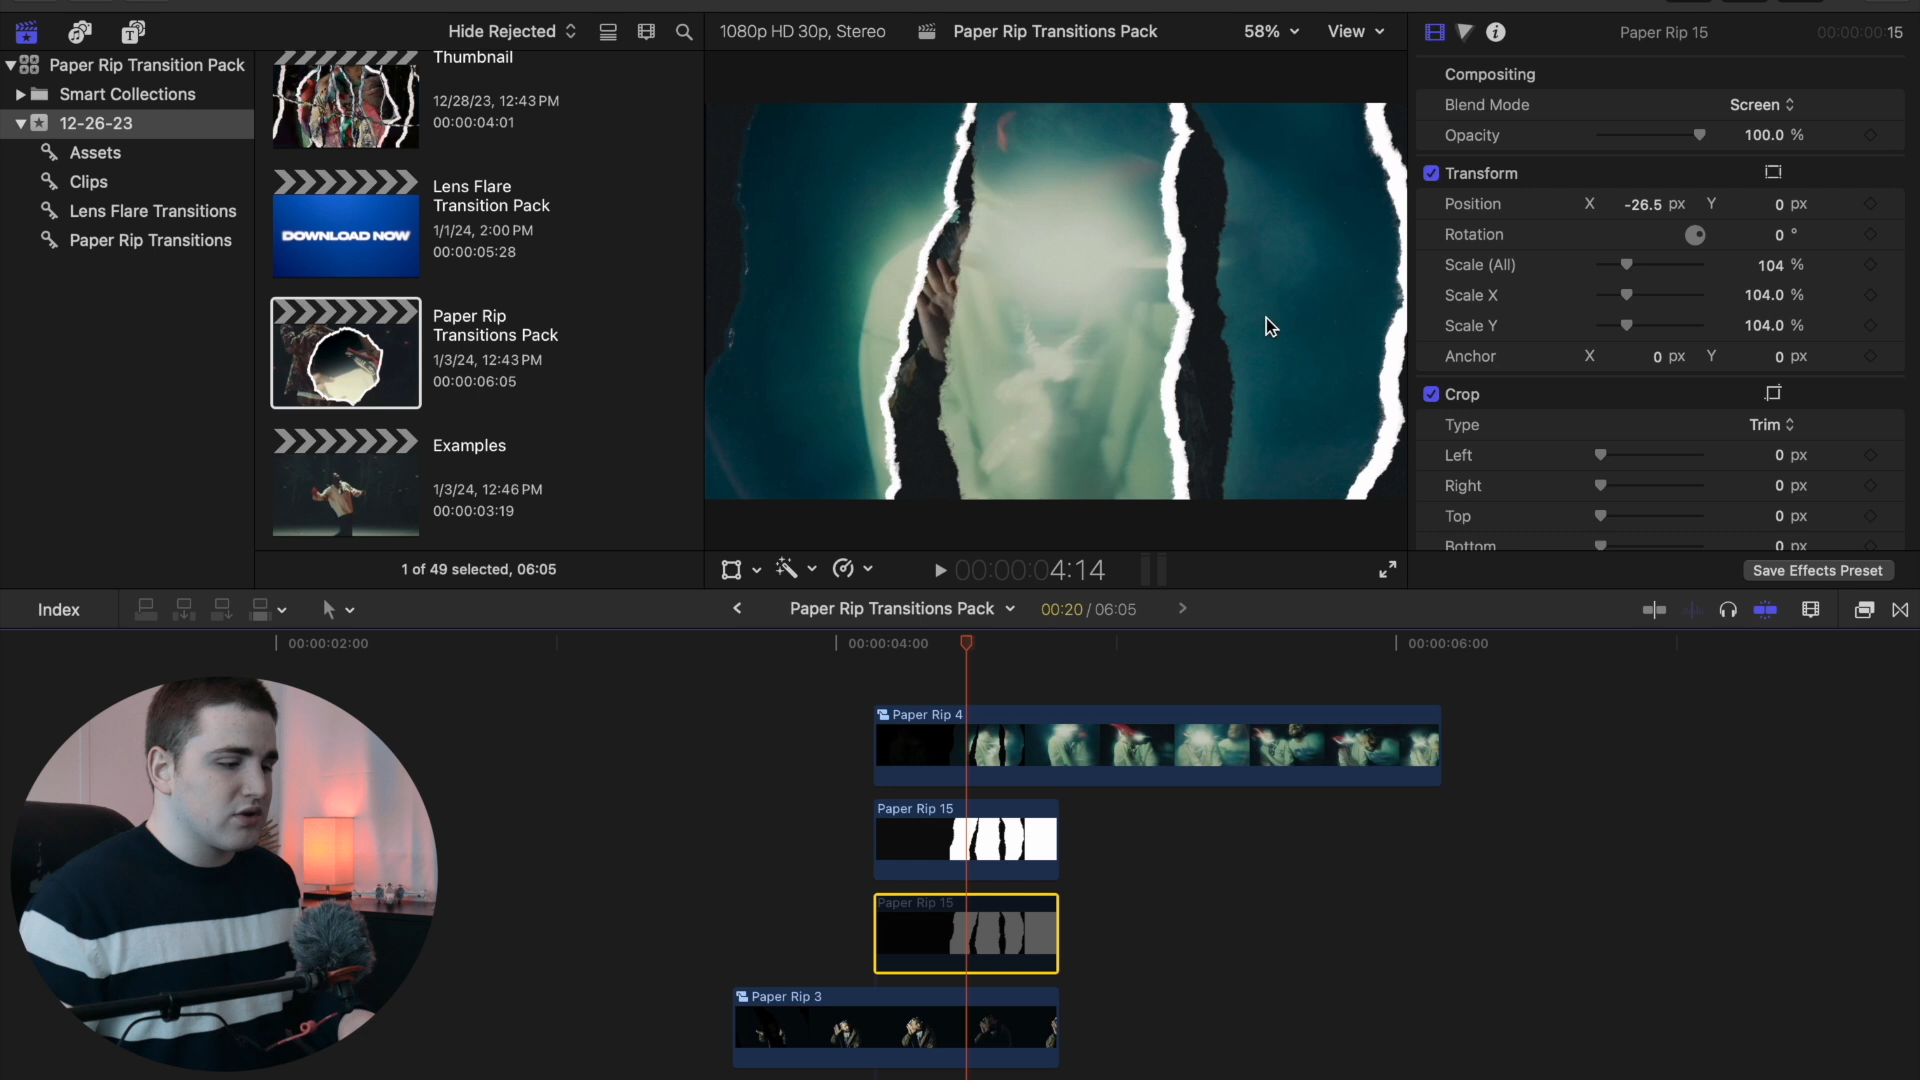 Hide Rejected
1080p HD 30p, Stereo
Paper Rip Transitions Pack
58%
View
Paper Rip 15
00:00:00:15
Paper Rip Transition Pack
Smart Collections
12-26-23
Assets
Clips
Lens Flare Transitions
Paper Rip Transitions
Thumbnail
12/28/23, 12:43 PM
00:00:04:01
Lens Flare
Transition Pack
1/1/24, 2:00 PM
00:00:05:28
DOWNLOAD NOW
Paper Rip
Transitions Pack
1/3/24, 12:43 PM
00:00:06:05
Examples
1/3/24, 12:46 PM
00:00:03:19
1 of 49 selected, 06:05
Compositing
Blend Mode Screen
Opacity 100.0 %
Transform
Position X -26.5 px Y 0 px
Rotation 0 °
Scale (All) 104 %
Scale X 104.0 %
Scale Y 104.0 %
Anchor X 0 px Y 0 px
Crop
Type Trim
Left 0 px
Right 0 px
Top 0 px
Bottom 0 px
00:00:04:14
Save Effects Preset
Index
Paper Rip Transitions Pack
00:20 / 06:05
00:00:02:00
00:00:04:00
00:00:06:00
Paper Rip 4
Paper Rip 15
Paper Rip 15
Paper Rip 3